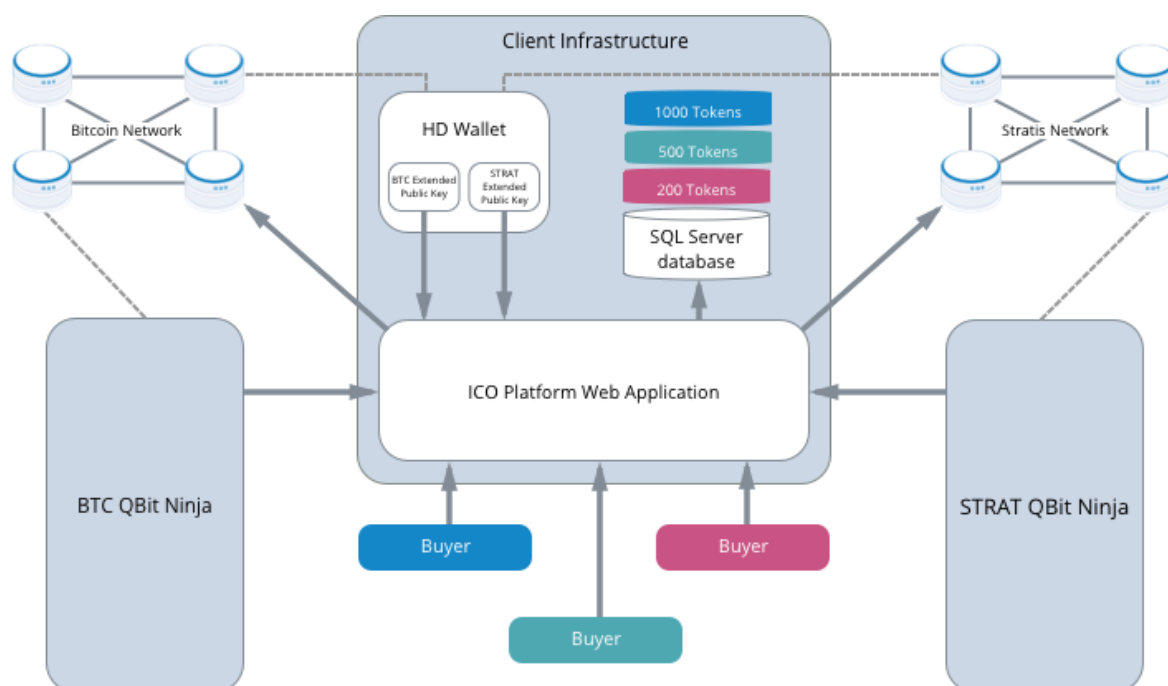 Client Infrastructure
Bitcoin Network
HD Wallet
BTC Extended
Public Key
STRAT
Extended
Public Key
1000 Tokens
500 Tokens
200 Tokens
SQL Server
database
Stratis Network
ICO Platform Web Application
BTC QBit Ninja
STRAT QBit Ninja
Buyer
Buyer
Buyer